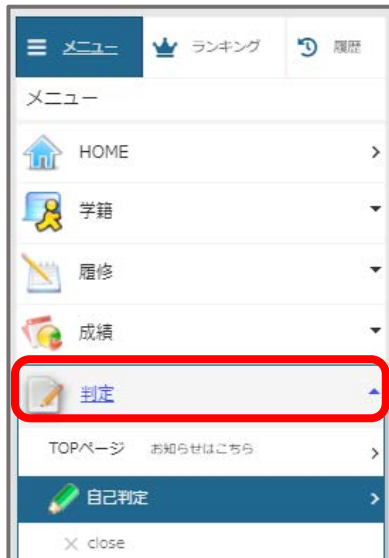 メニュー ランキング 履歴
メニュー
HOME
学籍
履修
成績
判定
TOPページ お知らせはこちら
自己判定
× close